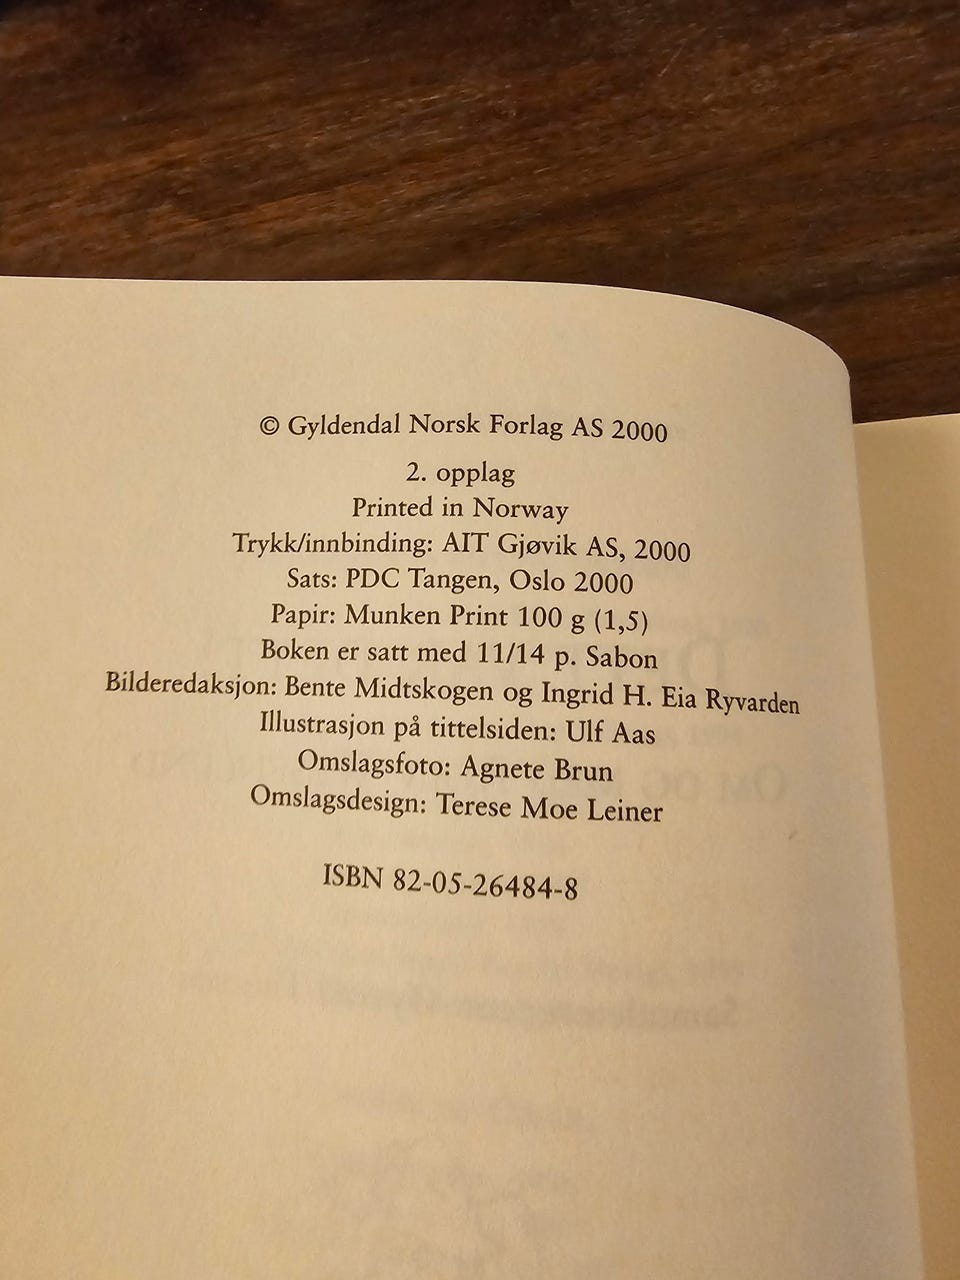 © Gyldendal Norsk Forlag AS 2000
2. opplag
Printed in Norway
Trykk/innbinding: AIT Gjøvik AS, 2000
Sats: PDC Tangen, Oslo 2000
Papir: Munken Print 100 g (1,5)
Boken er satt med 11/14 p. Sabon
Bilderedaksjon: Bente Midtskogen og Ingrid H. Eia Ryvarden
Illustrasjon på tittelsiden: Ulf Aas
Omslagsfoto: Agnete Brun
Omslagsdesign: Terese Moe Leiner
ISBN 82-05-26484-8